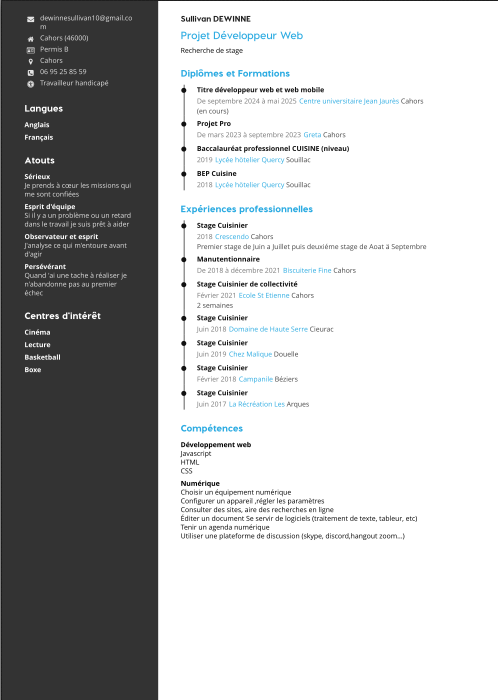 dewinnesullivan10@gmail.co
m
Cahors (46000)
Permis B
Cahors
06 95 25 85 59
Travailleur handicapé
Langues
Anglais
Français
Atouts
Sérieux
Je prends à cœur les missions qui
me sont confiées
Esprit d'équipe
Si il y a un problème ou un retard
dans le travail je suis prêt à aider
Observateur et esprit
J'analyse ce qui m'entoure avant
d'agir
Persévérant
Quand 'ai une tache à réaliser je
n'abandonne pas au premier
échec
Centres d'intérêt
Cinéma
Lecture
Basketball
Boxe
Sullivan DEWINNE
Projet Développeur Web
Recherche de stage
Diplômes et Formations
Titre développeur web et web mobile
De septembre 2024 à mai 2025 Centre universitaire Jean Jaurès Cahors
(en cours)
Projet Pro
De mars 2023 à septembre 2023 Greta Cahors
Baccalauréat professionnel CUISINE (niveau)
2019 Lycée hôtelier Quercy Souillac
BEP Cuisine
2018 Lycée hôtelier Quercy Souillac
Expériences professionnelles
Stage Cuisinier
2018 Crescendo Cahors
Premier stage de Juin a Juillet puis deuxième stage de Aoat à Septembre
Manutentionnaire
De 2018 à décembre 2021 Biscuiterie Fine Cahors
Stage Cuisinier de collectivité
Février 2021 Ecole St Etienne Cahors
2 semaines
Stage Cuisinier
Juin 2018 Domaine de Haute Serre Cieurac
Stage Cuisinier
Juin 2019 Chez Malique Douelle
Stage Cuisinier
Février 2018 Campanile Béziers
Stage Cuisinier
Juin 2017 La Récréation Les Arques
Compétences
Développement web
Javascript
HTML
CSS
Numérique
Choisir un équipement numérique
Configurer un appareil ,régler les paramètres
Consulter des sites, aire des recherches en ligne
Éditer un document Se servir de logiciels (traitement de texte, tableur, etc)
Tenir un agenda numérique
Utiliser une plateforme de discussion (skype, discord,hangout zoom...)